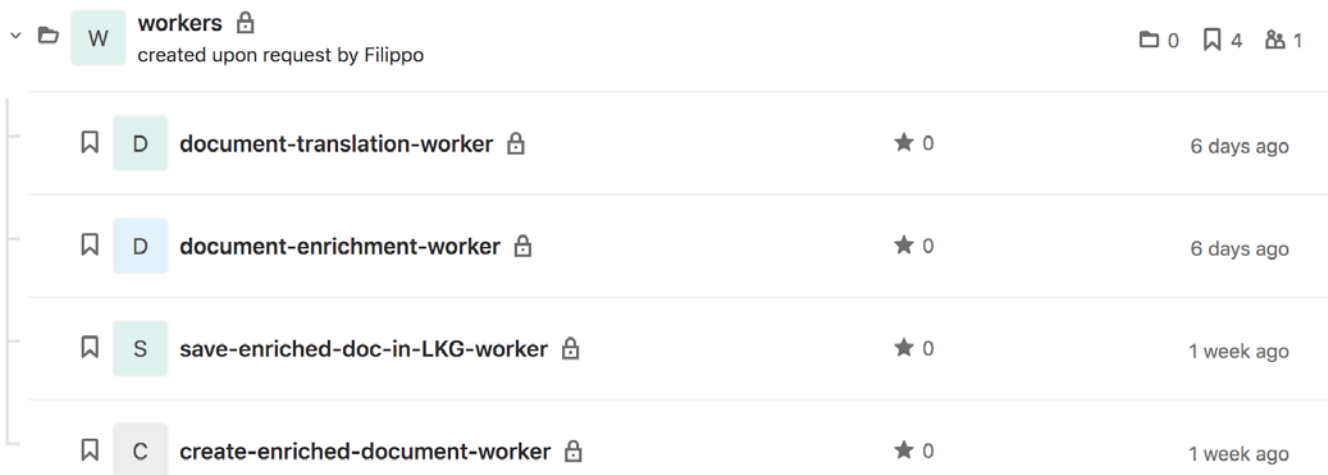 W workers 0 4 1
created upon request by Filippo
D document-translation-worker 0 6 days ago
D document-enrichment-worker 0 6 days ago
S save-enriched-doc-in-LKG-worker 0 1 week ago
C create-enriched-document-worker 0 1 week ago